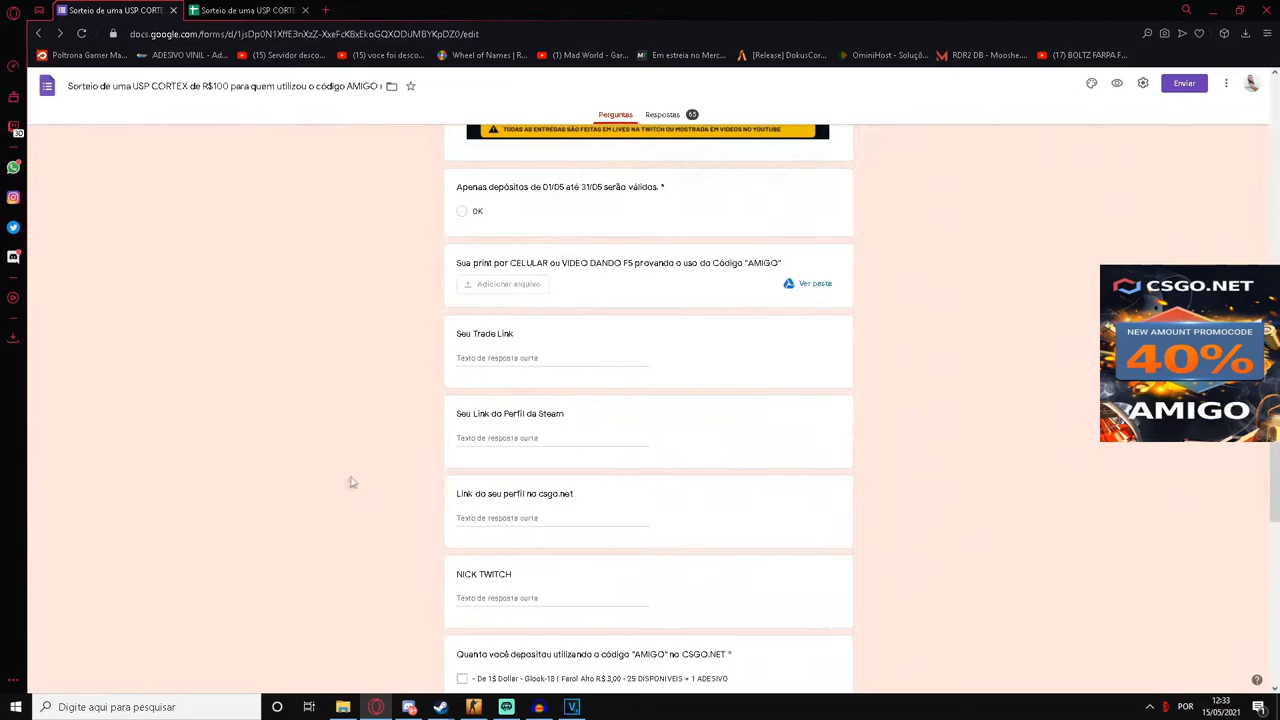 Sorteio de uma USP CORTEX
Sorteio de uma USP CORT
docs.google.com/forms/d/1jsDp0N1XffE3nXzZ-XxeFcKBxEkoGQXODiJMBYKpDZ0/edit
Poltrona Gamer Ma...
ADESIVO VINIL - Ad...
(15) Servidor desco...
(15) voce foi desco...
Wheel of Names | R...
(1) Mad World - Gar...
Em estreia no Merc...
[Release] DokusCor...
OminiHost - Soluçõ...
RDR2 DB - Mooshe...
(17) BOLTZ FARPA F...
Sorteio de uma USP CORTEX de R$100 para quem utilizou o código AMIGO
Enviar
Perguntas
Respostas 65
30
TODAS AS ENTREGAS SÃO FEITAS EM LIVES NA TWITCH OU MOSTRADA EM VIDEOS NO YOUTUBE
Apenas depósitos de 01/05 até 31/05 serão válidos. *
OK
Sua print por CELULAR ou VIDEO DANDO F5 provando o uso do Código "AMIGO"
Adicionar arquivo
Ver pasta
Seu Trade Link
Texto de resposta curta
Seu Link do Perfil da Steam
Texto de resposta curta
Link do seu perfil no csgo.net
Texto de resposta curta
NICK TWITCH
Texto de resposta curta
Quanto você depositou utilizando o código "AMIGO" no CSGO.NET *
- De 1$ Dollar - Glock-18 | Farol Alto R$ 3,00 - 25 DISPONIVEIS + 1 ADESIVO
CSGO.NET
NEW AMOUNT PROMOCODE
40%
AMIGO
Digite aqui para pesquisar
POR
12:33
15/05/2021